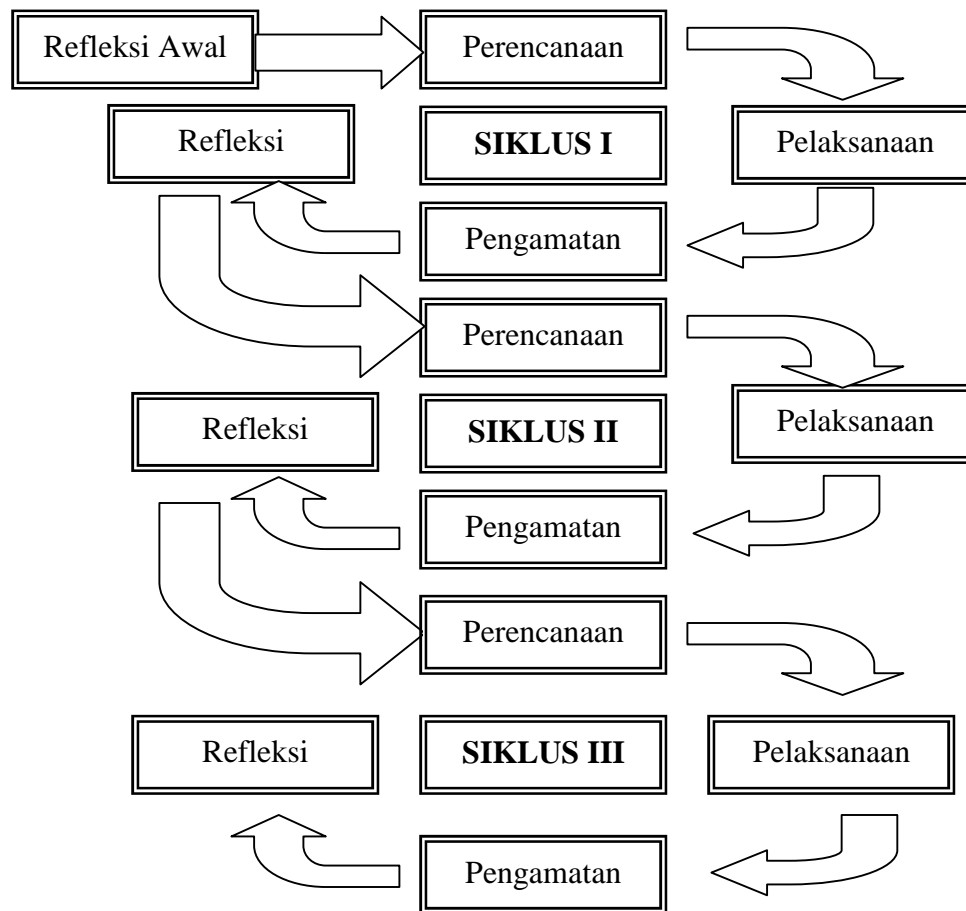 Refleksi Awal
Perencanaan
Refleksi
SIKLUS I
Pelaksanaan
Pengamatan
Perencanaan
Refleksi
SIKLUS II
Pelaksanaan
Pengamatan
Perencanaan
Refleksi
SIKLUS III
Pelaksanaan
Pengamatan